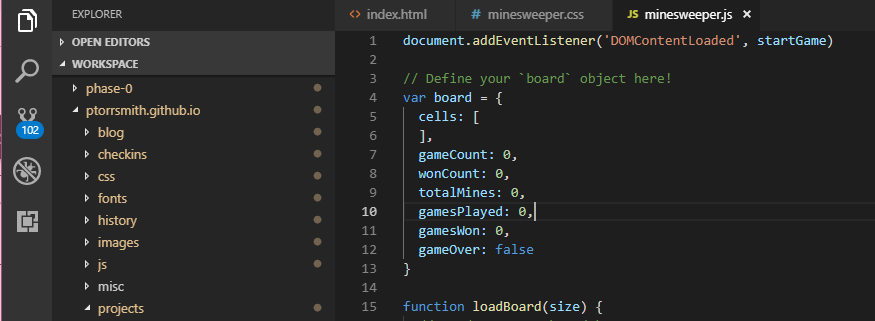 EXPLORER
OPEN EDITORS
WORKSPACE
phase-0
ptorrsmith.github.io
blog
checkins
css
fonts
history
images
js
misc
projects
102
<> index.html
# minesweeper.css
JS minesweeper.js ×
1 document.addEventListener('DOMContentLoaded', startGame)
2
3 // Define your `board` object here!
4 var board = {
5 cells: [
6 ],
7 gameCount: 0,
8 wonCount: 0,
9 totalMines: 0,
10 gamesPlayed: 0,
11 gamesWon: 0,
12 gameOver: false
13 }
14
15 function loadBoard(size) {